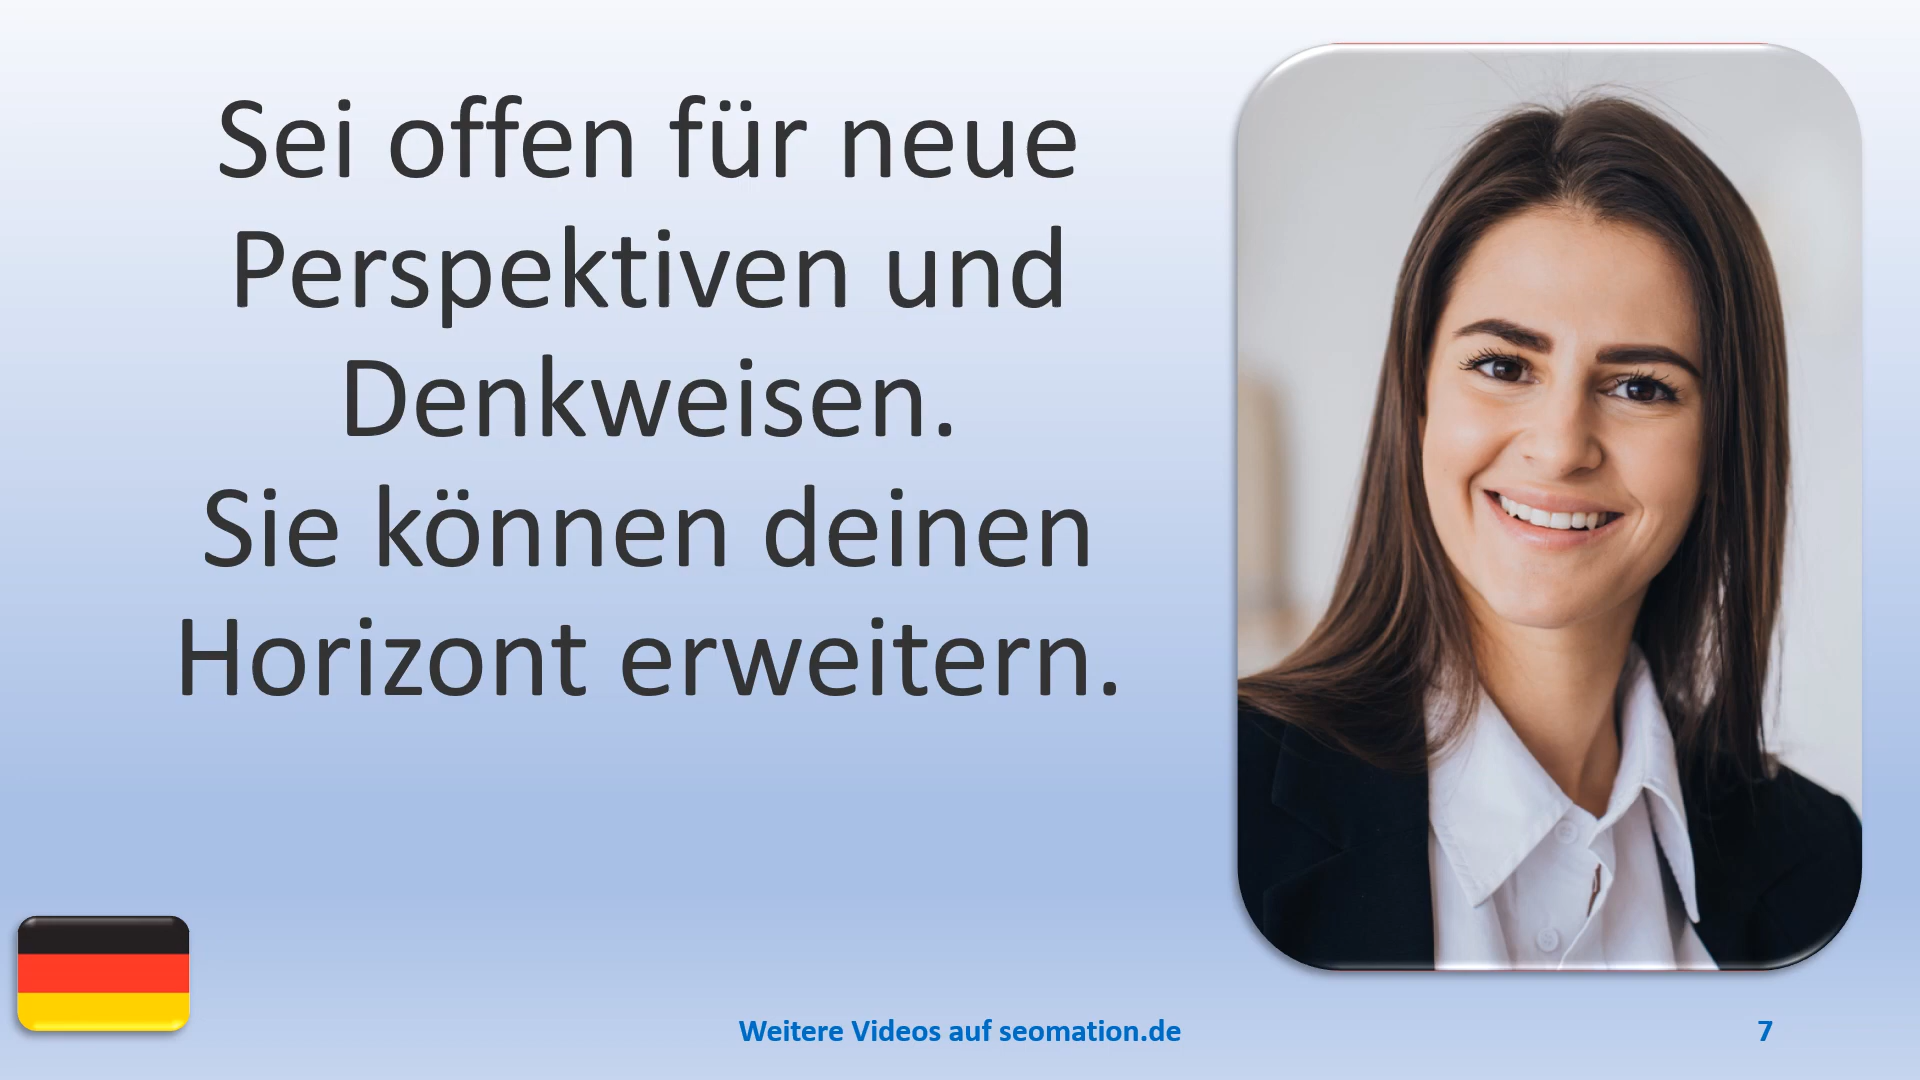 Sei offen für neue
Perspektiven und
Denkweisen.
Sie können deinen
Horizont erweitern.
Weitere Videos auf seomation.de
7